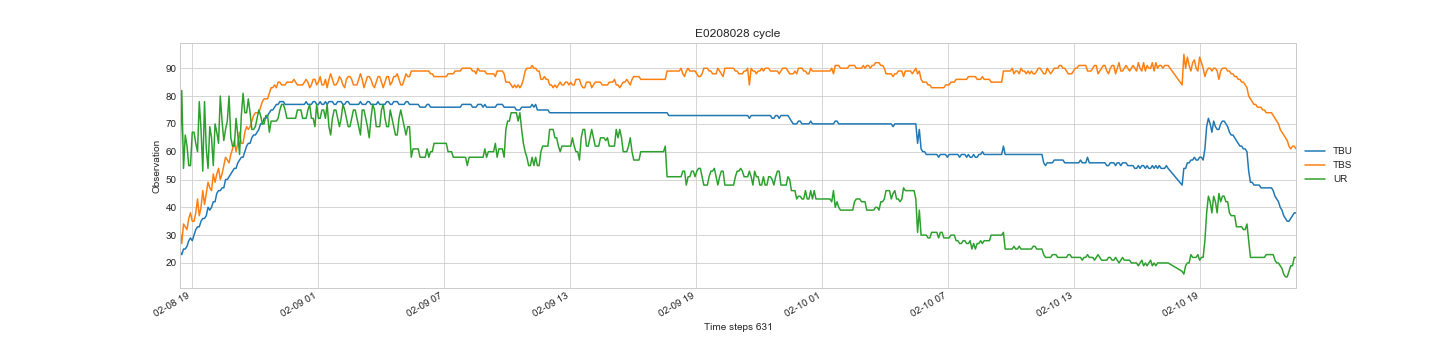 E0208028 cycle
Observation
90
80
70
60
50
40
30
20
TBU
TBS
UR
02-08 19
02-09 01
02-09 07
02-09 13
02-09 19
02-10 01
02-10 07
02-10 13
02-10 19
Time steps 631